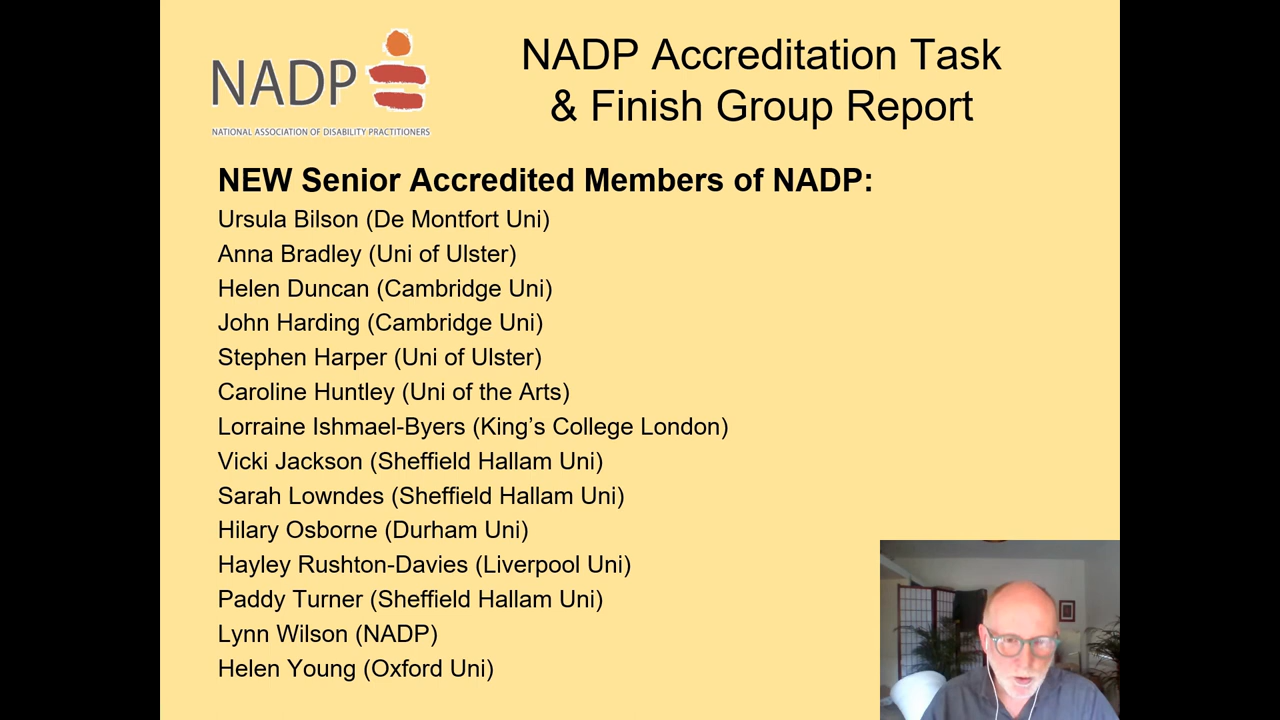 NADP
NATIONAL ASSOCIATION OF DISABILITY PRACTITIONERS
NADP Accreditation Task
& Finish Group Report
NEW Senior Accredited Members of NADP:
Ursula Bilson (De Montfort Uni)
Anna Bradley (Uni of Ulster)
Helen Duncan (Cambridge Uni)
John Harding (Cambridge Uni)
Stephen Harper (Uni of Ulster)
Caroline Huntley (Uni of the Arts)
Lorraine Ishmael-Byers (King’s College London)
Vicki Jackson (Sheffield Hallam Uni)
Sarah Lowndes (Sheffield Hallam Uni)
Hilary Osborne (Durham Uni)
Hayley Rushton-Davies (Liverpool Uni)
Paddy Turner (Sheffield Hallam Uni)
Lynn Wilson (NADP)
Helen Young (Oxford Uni)